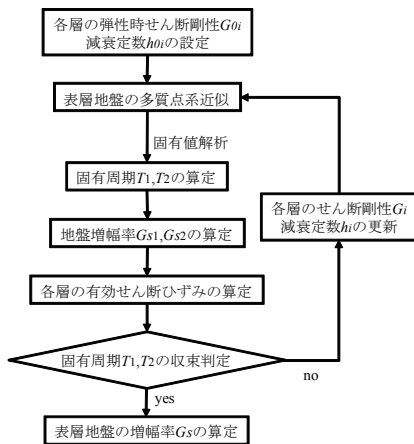 各層の弾性時せん断剛性G0i
減衰定数h0iの設定
表層地盤の多質点系近似
固有値解析
固有周期T1,T2の算定
地盤増幅率Gs1,Gs2の算定
各層のせん断剛性Gi
減衰定数hiの更新
各層の有効せん断ひずみの算定
固有周期T1,T2の収束判定
no
yes
表層地盤の増幅率Gsの算定